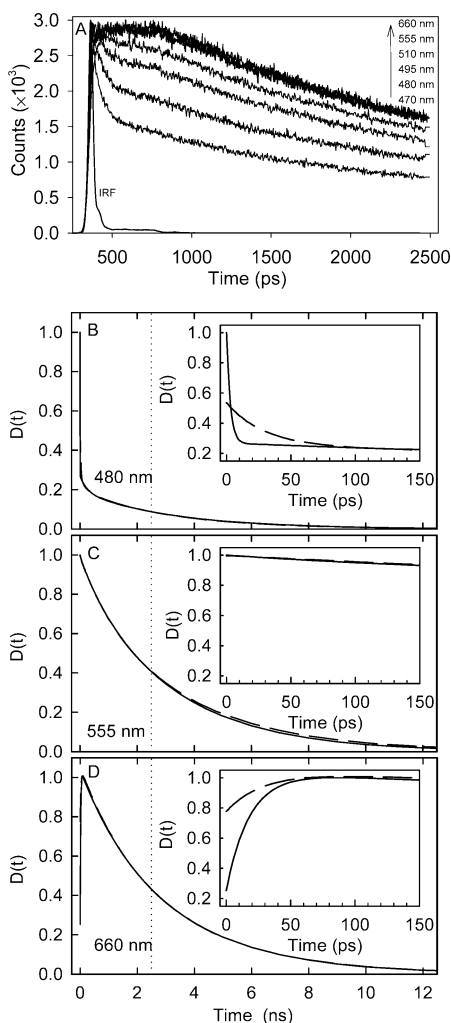 A
3.0
2.5
2.0
1.5
1.0
0.5
0.0
Counts (×10³)
660 nm
555 nm
510 nm
495 nm
480 nm
470 nm
IRF
500 1000 1500 2000 2500
Time (ps)
B
1.0
0.8
0.6
0.4
0.2
0.0
D(t)
480 nm
1.0
0.8
0.6
0.4
0.2
D(t)
0 50 100 150
Time (ps)
C
1.0
0.8
0.6
0.4
0.2
0.0
D(t)
555 nm
1.0
0.8
0.6
0.4
0.2
D(t)
0 50 100 150
Time (ps)
D
1.0
0.8
0.6
0.4
0.2
0.0
D(t)
660 nm
1.0
0.8
0.6
0.4
0.2
D(t)
0 50 100 150
Time (ps)
0 2 4 6 8 10 12
Time (ns)